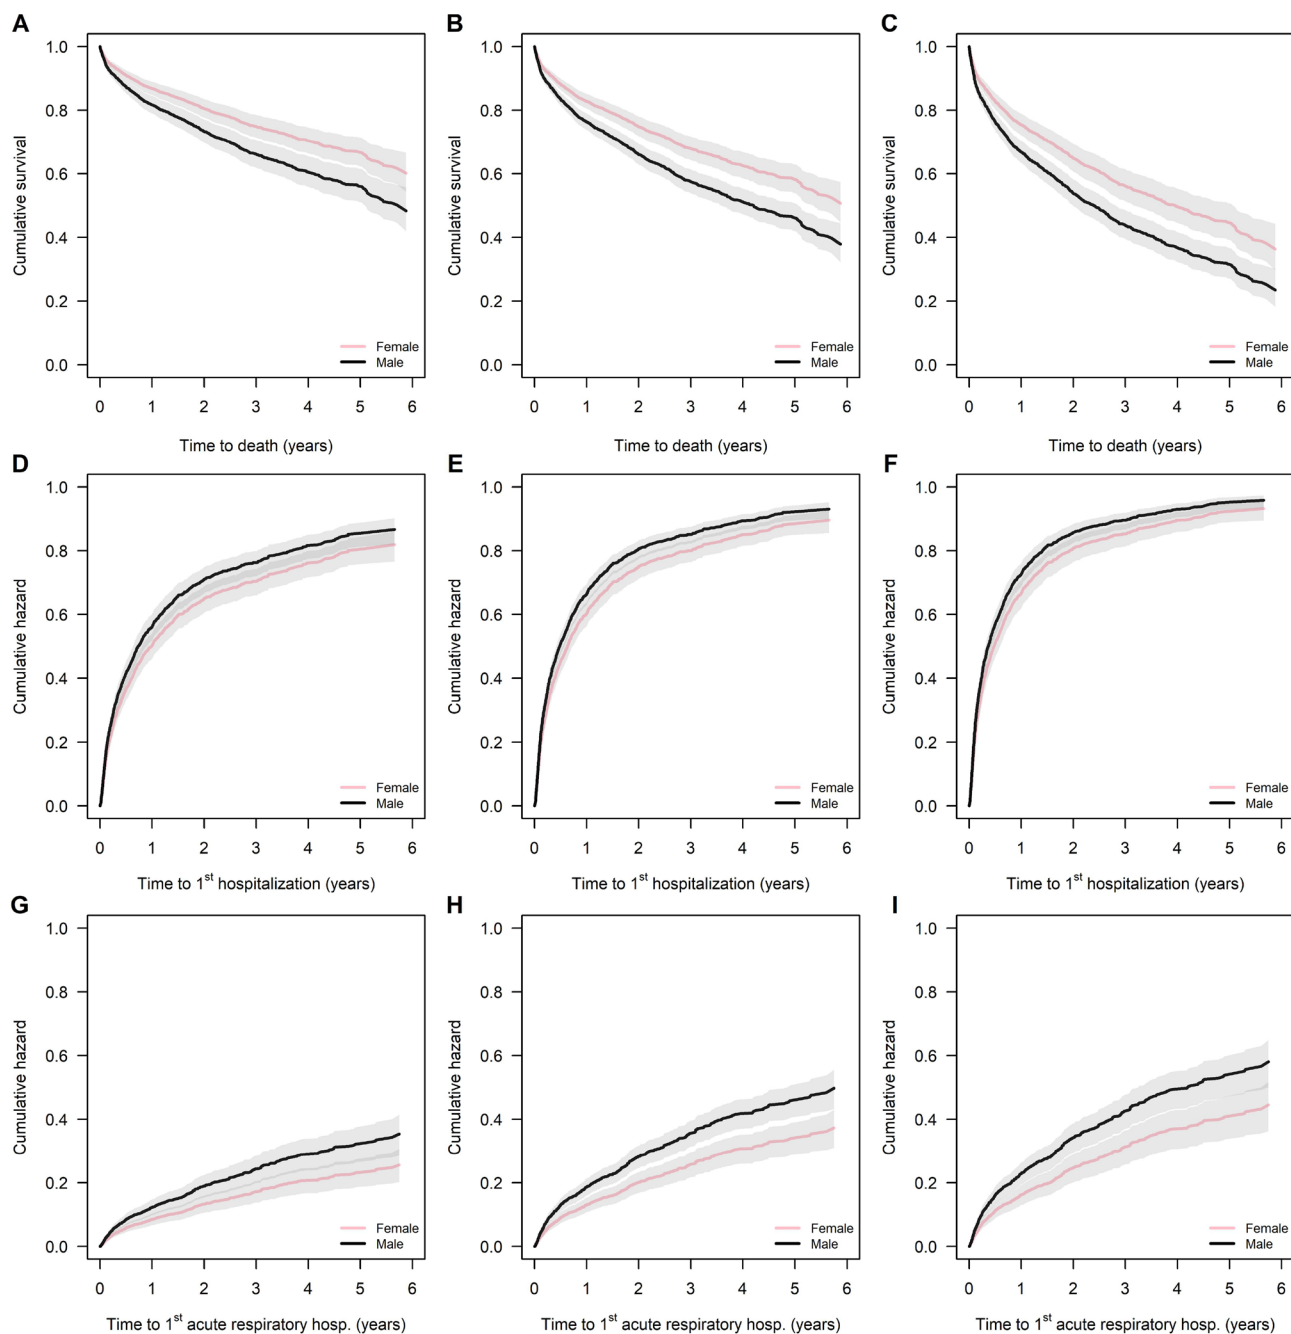 A
1.0
0.8
0.6
0.4
0.2
0.0
Cumulative survival
Female
Male
0 1 2 3 4 5 6
Time to death (years)
B
1.0
0.8
0.6
0.4
0.2
0.0
Cumulative survival
Female
Male
0 1 2 3 4 5 6
Time to death (years)
C
1.0
0.8
0.6
0.4
0.2
0.0
Cumulative survival
Female
Male
0 1 2 3 4 5 6
Time to death (years)
D
1.0
0.8
0.6
0.4
0.2
0.0
Cumulative hazard
Female
Male
0 1 2 3 4 5 6
Time to 1st hospitalization (years)
E
1.0
0.8
0.6
0.4
0.2
0.0
Cumulative hazard
Female
Male
0 1 2 3 4 5 6
Time to 1st hospitalization (years)
F
1.0
0.8
0.6
0.4
0.2
0.0
Cumulative hazard
Female
Male
0 1 2 3 4 5 6
Time to 1st hospitalization (years)
G
1.0
0.8
0.6
0.4
0.2
0.0
Cumulative hazard
Female
Male
0 1 2 3 4 5 6
Time to 1st acute respiratory hosp. (years)
H
1.0
0.8
0.6
0.4
0.2
0.0
Cumulative hazard
Female
Male
0 1 2 3 4 5 6
Time to 1st acute respiratory hosp. (years)
I
1.0
0.8
0.6
0.4
0.2
0.0
Cumulative hazard
Female
Male
0 1 2 3 4 5 6
Time to 1st acute respiratory hosp. (years)